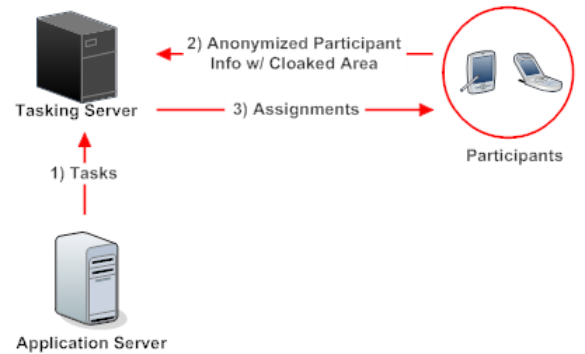 2) Anonymized Participant
Info w/ Cloaked Area
Tasking Server
3) Assignments
Participants
1) Tasks
Application Server